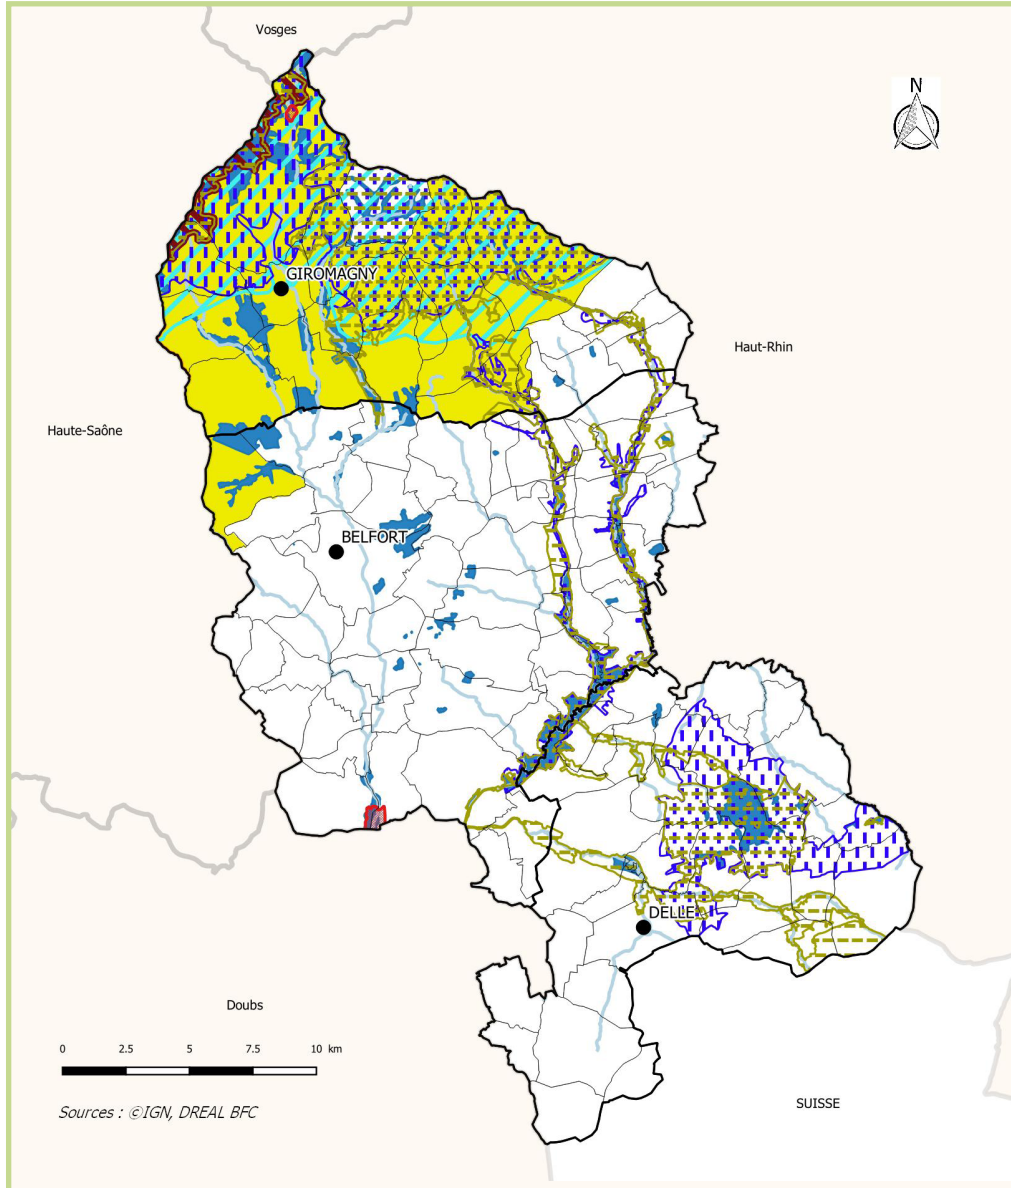 Vosges
N
GIROMAGNY
Haut-Rhin
Haute-Saône
BELFORT
DELLE
Doubs
0 2.5 5 7.5 10 km
SUISSE
Sources : ©IGN, DREAL BFC